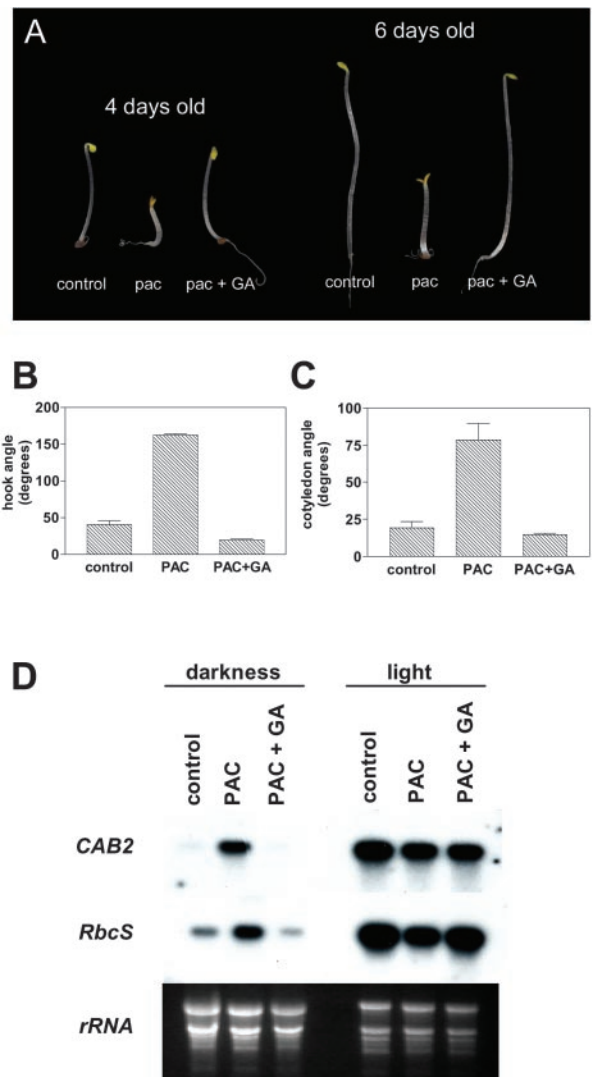 A
6 days old
4 days old
control pac pac + GA control pac pac + GA
B
hook angle
(degrees)
200
150
100
50
0
control PAC PAC+GA
C
cotyledon angle
(degrees)
100
75
50
25
0
control PAC PAC+GA
D
darkness light
control PAC PAC + GA control PAC PAC + GA
CAB2
RbcS
rRNA